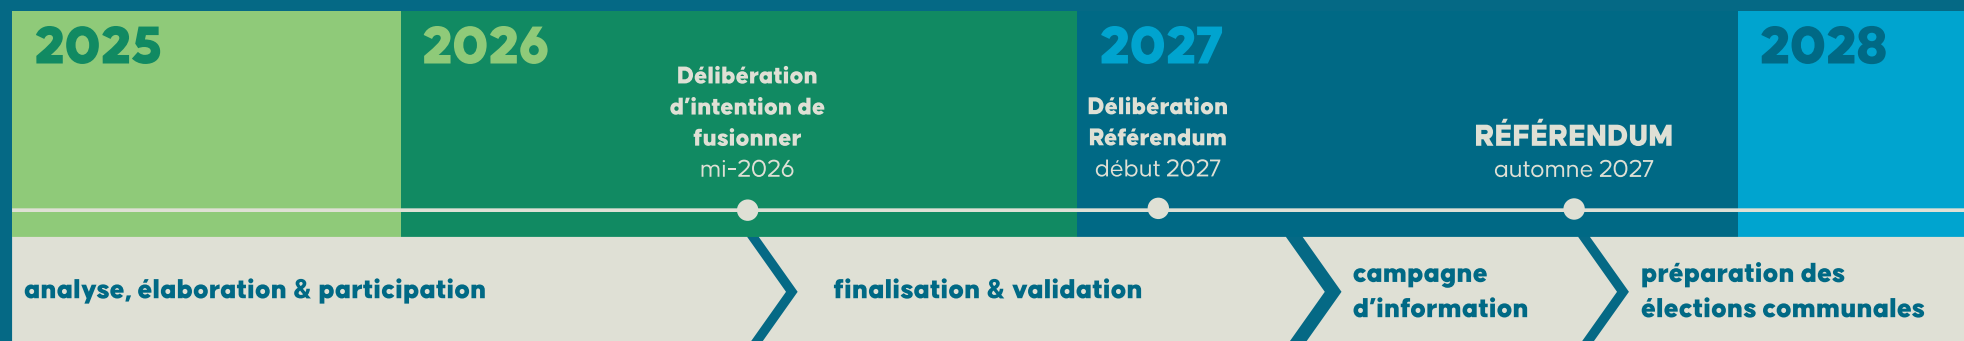 2025
2026
Délibération
d'intention de
fusionner
mi-2026
2027
Délibération
Référendum
début 2027
RÉFÉRENDUM
automne 2027
2028
analyse, élaboration & participation
finalisation & validation
campagne
d'information
préparation des
élections communales